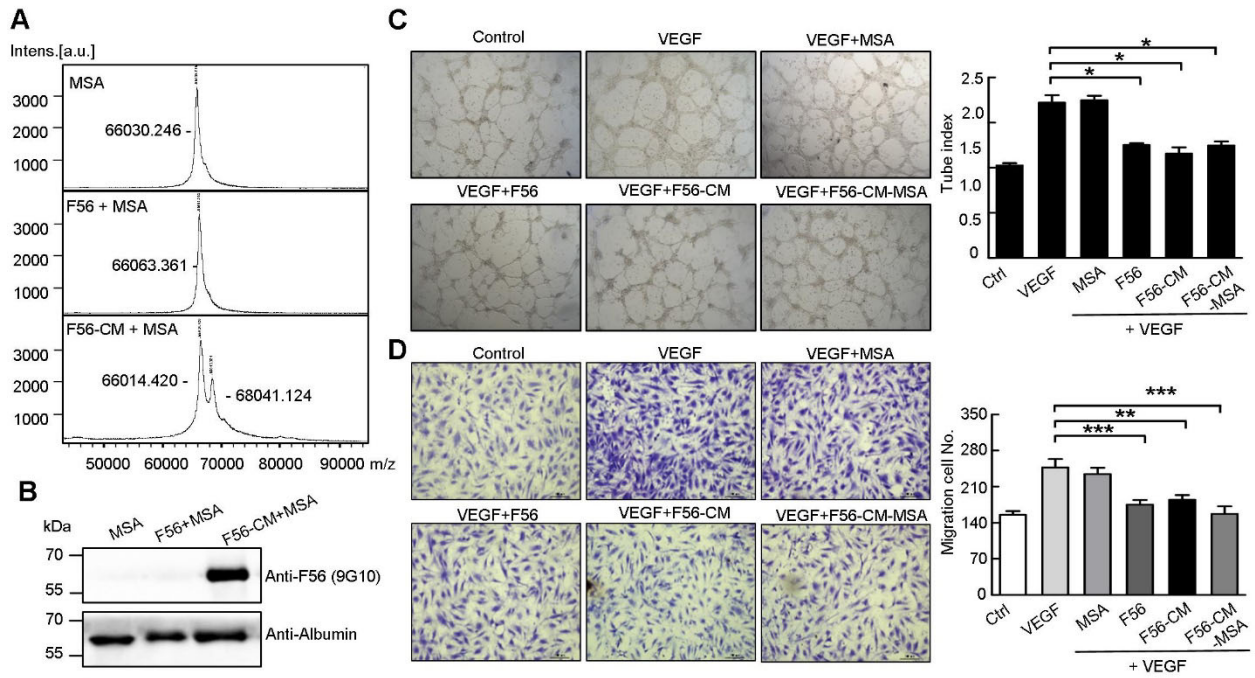 A
Intens.[a.u.]
MSA
3000
2000
1000
66030.246 -
F56 + MSA
3000
2000
1000
66063.361
F56-CM + MSA
3000
2000
1000
66014.420 -
- 68041.124
50000 60000 70000 80000 90000 m/z
B
kDa
MSA
F56+MSA
F56-CM+MSA
70
55
Anti-F56 (9G10)
70
55
Anti-Albumin
C
Control
VEGF
VEGF+MSA
VEGF+F56
VEGF+F56-CM
VEGF+F56-CM-MSA
Tube index
2.5
2.0
1.5
1.0
0.5
0
*
*
*
Ctrl
VEGF
MSA
F56
F56-CM
F56-CM
-MSA
+ VEGF
D
Control
VEGF
VEGF+MSA
VEGF+F56
VEGF+F56-CM
VEGF+F56-CM-MSA
Migration cell No.
350
280
210
140
70
0
***
**
***
Ctrl
VEGF
MSA
F56
F56-CM
F56-CM
-MSA
+ VEGF